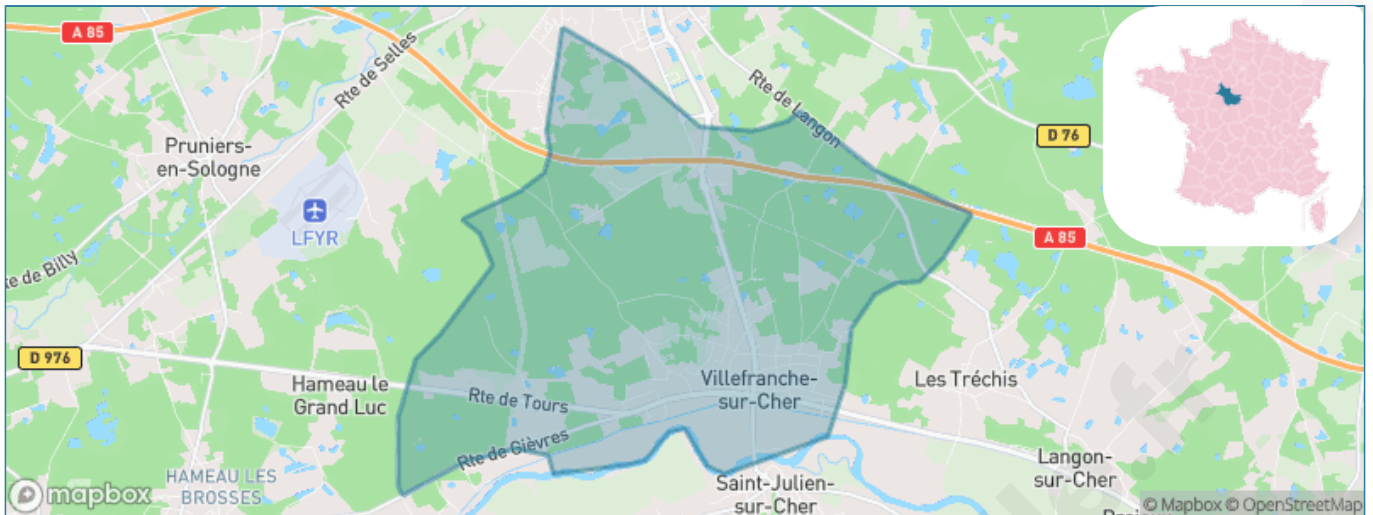 A 85
Rte de Selles
Rte de Langon
D 76
Pruniers-
en-Sologne
LFYR
A 85
de Billy
D 976
Hameau le
Grand Luc
Rte de Tours
Villefranche-
sur-Cher
Les Tréchis
Rte de Gièvres
HAMEAU LES
BROSSES
Saint-Julien-
sur-Cher
Langon-
sur-Cher
mapbox
© Mapbox © OpenStreetMap